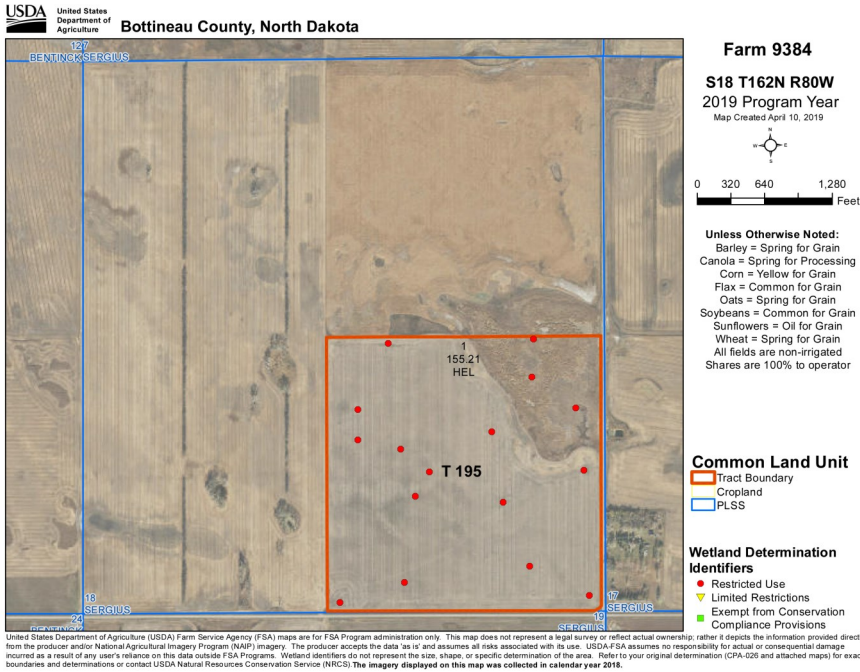 USDA
United States
Department of
Agriculture
Bottineau County, North Dakota
127
BENTINCK SERGIUS
1
155.21
HEL
T 195
18
SERGIUS
24
BENTINCK
17
SERGIUS
19
SERGIUS
Farm 9384
S18 T162N R80W
2019 Program Year
Map Created April 10, 2019
N
W E
S
0 320 640 1,280
Feet
Unless Otherwise Noted:
Barley = Spring for Grain
Canola = Spring for Processing
Corn = Yellow for Grain
Flax = Common for Grain
Oats = Spring for Grain
Soybeans = Common for Grain
Sunflowers = Oil for Grain
Wheat = Spring for Grain
All fields are non-irrigated
Shares are 100% to operator
Common Land Unit
Tract Boundary
Cropland
PLSS
Wetland Determination
Identifiers
Restricted Use
Limited Restrictions
Exempt from Conservation
Compliance Provisions
United States Department of Agriculture (USDA) Farm Service Agency (FSA) maps are for FSA Program administration only. This map does not represent a legal survey or reflect actual ownership; rather it depicts the information provided direct
from the producer and/or National Agricultural Imagery Program (NAIP) imagery. The producer accepts the data 'as is' and assumes all risks associated with its use. USDA-FSA assumes no responsibility for actual or consequential damage
incurred as a result of any user's reliance on this data outside FSA Programs. Wetland identifiers do not represent the size, shape, or specific determination of the area. Refer to your original determination (CPA-026 and attached maps) for exa
boundaries and determinations or contact USDA Natural Resources Conservation Service (NRCS). The imagery displayed on this map was collected in calendar year 2018.